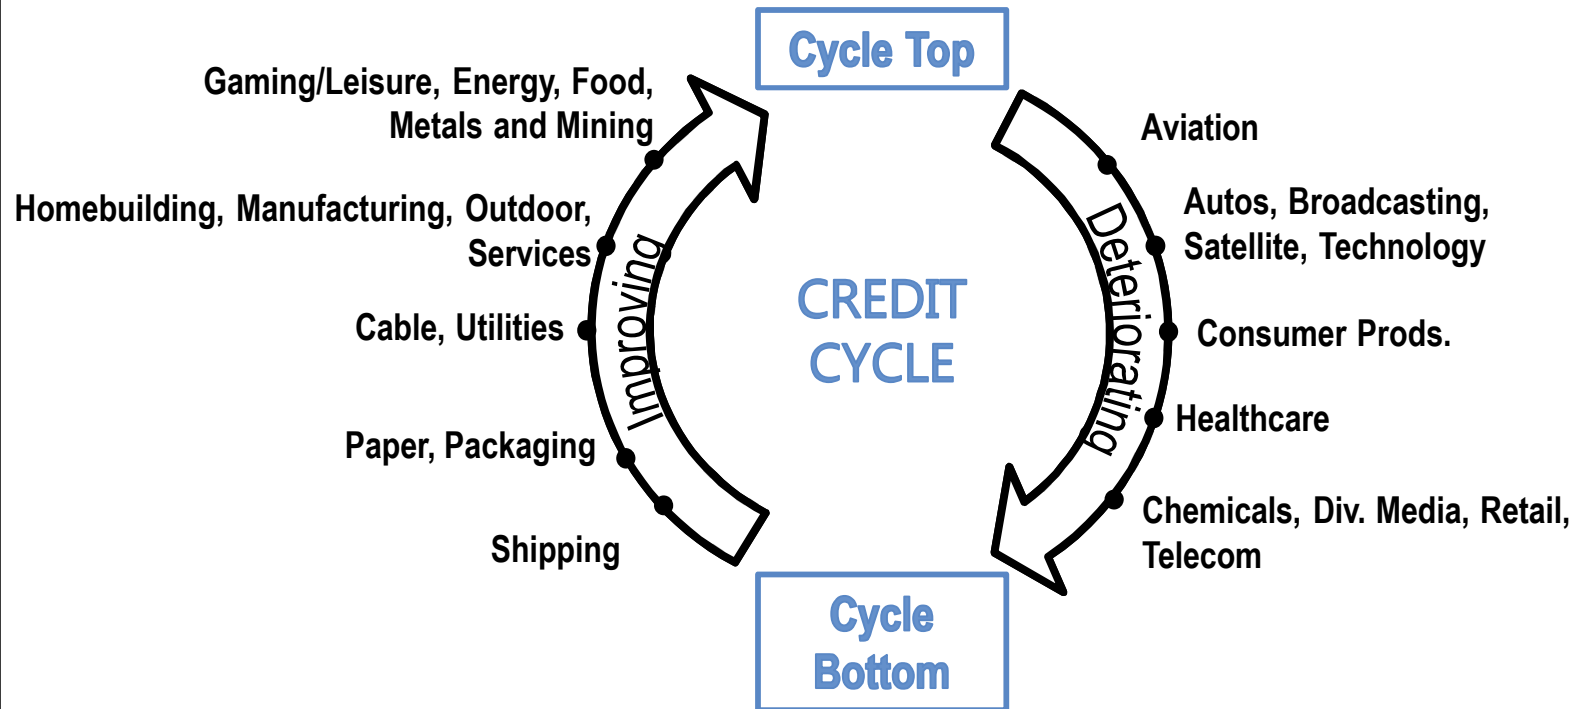 Cycle Top
Gaming/Leisure, Energy, Food,
Metals and Mining
Homebuilding, Manufacturing, Outdoor,
Services
Cable, Utilities
Paper, Packaging
Shipping
Improving
CREDIT
CYCLE
Deteriorating
Aviation
Autos, Broadcasting,
Satellite, Technology
Consumer Prods.
Healthcare
Chemicals, Div. Media, Retail,
Telecom
Cycle
Bottom